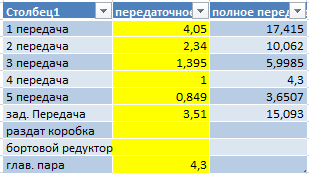 Столбец1 передаточное полное перед
1 передача 4,05 17,415
2 передача 2,34 10,062
3 передача 1,395 5,9985
4 передача 1 4,3
5 передача 0,849 3,6507
зад. Передача 3,51 15,093
раздат коробка
бортовой редуктор
глав. пара 4,3